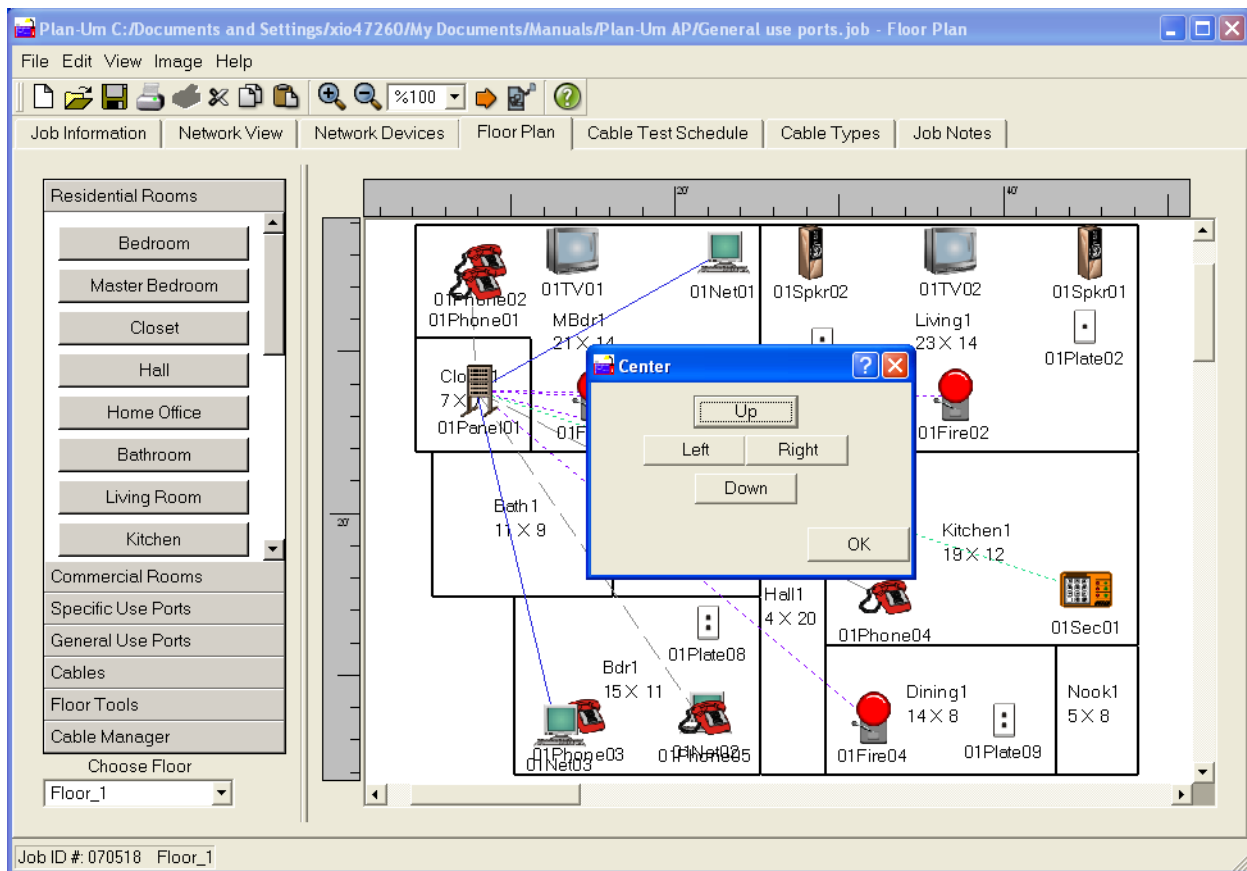 Plan-Um C:/Documents and Settings/xio47260/My Documents/Manuals/Plan-Um AP/General use ports.job - Floor Plan
File Edit View Image Help
%100
Job Information Network View Network Devices Floor Plan Cable Test Schedule Cable Types Job Notes
Residential Rooms
Bedroom
Master Bedroom
Closet
Hall
Home Office
Bathroom
Living Room
Kitchen
Commercial Rooms
Specific Use Ports
General Use Ports
Cables
Floor Tools
Cable Manager
Choose Floor
Floor_1
20'
40'
20'
01Phone02
01Phone01
01TV01
01Net01
01Spkr02
01TV02
01Spkr01
MBdr1
21 X 14
Living1
23 X 14
01Plate02
7 X
01Panel01
01F
01Fire02
Center
Up
Left Right
Down
OK
Bath1
11 X 9
Kitchen1
19 X 12
Hall1
4 X 20
01Phone04
01Sec01
01Plate08
Bdr1
15 X 11
01Phone03
01Net03
01Net02
01Phone05
Dining1
14 X 8
01Fire04
01Plate09
Nook1
5 X 8
Job ID #: 070518 Floor_1